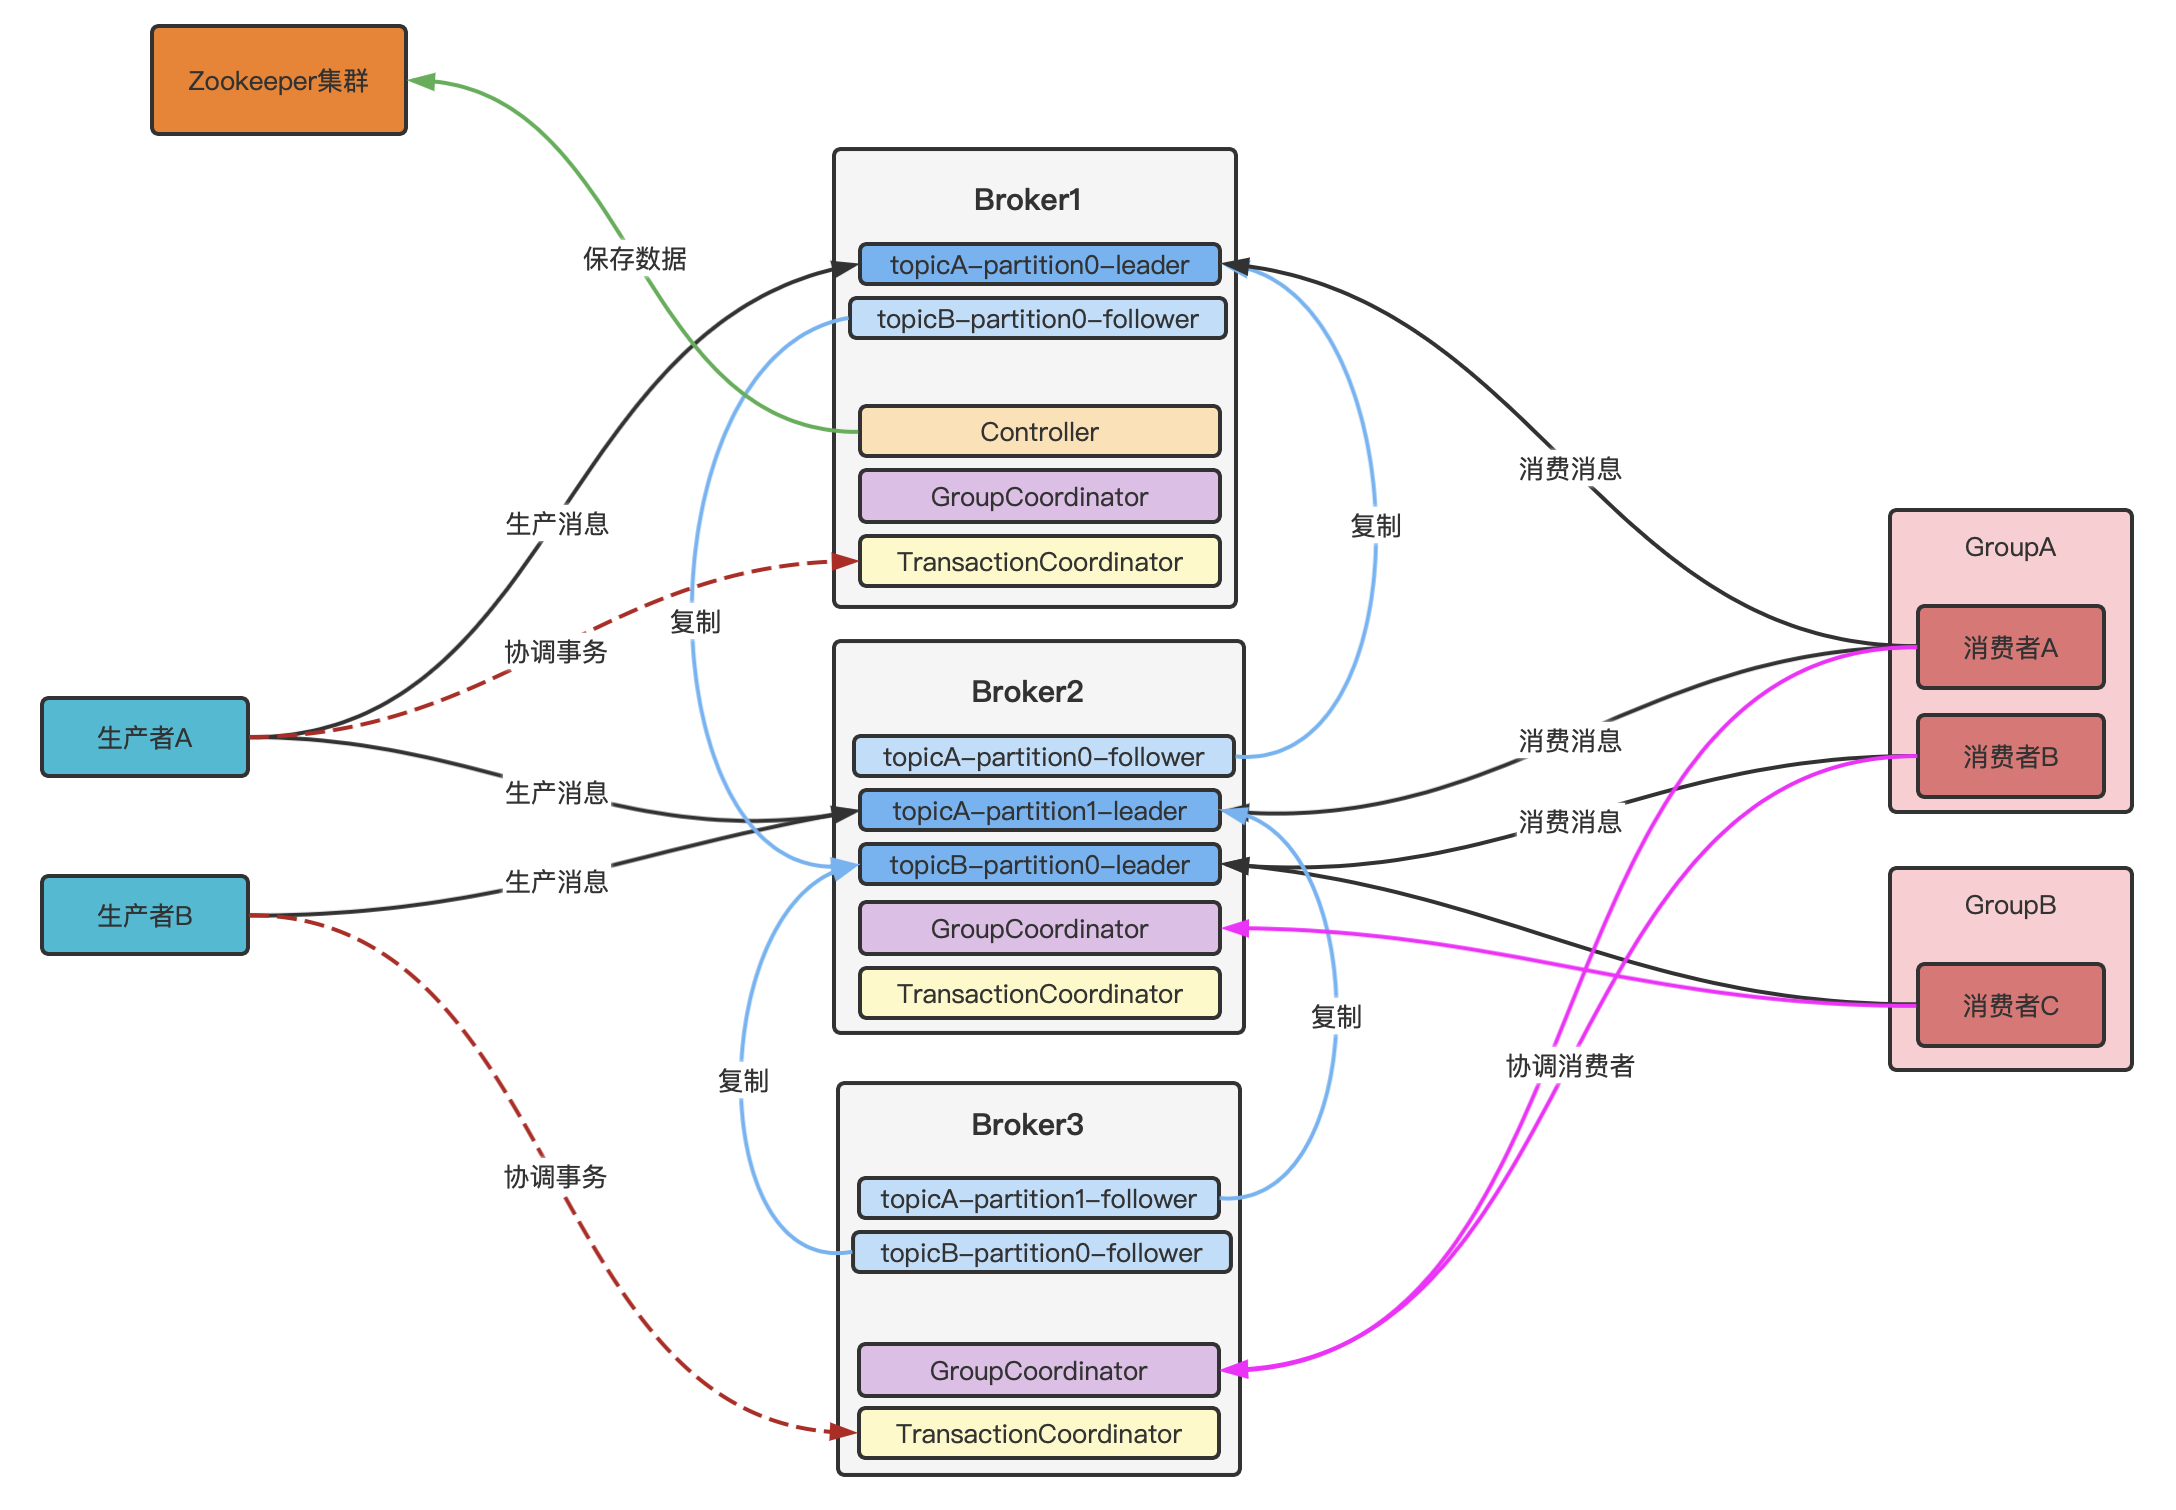 Zookeeper集群
保存数据
Broker1
topicA-partition0-leader
topicB-partition0-follower
Controller
GroupCoordinator
TransactionCoordinator
生产消息
协调事务
复制
复制
消费消息
GroupA
消费者A
消费者B
生产者A
生产消息
生产者B
生产消息
Broker2
topicA-partition0-follower
topicA-partition1-leader
topicB-partition0-leader
GroupCoordinator
TransactionCoordinator
消费消息
消费消息
GroupB
消费者C
复制
复制
协调消费者
协调事务
Broker3
topicA-partition1-follower
topicB-partition0-follower
GroupCoordinator
TransactionCoordinator